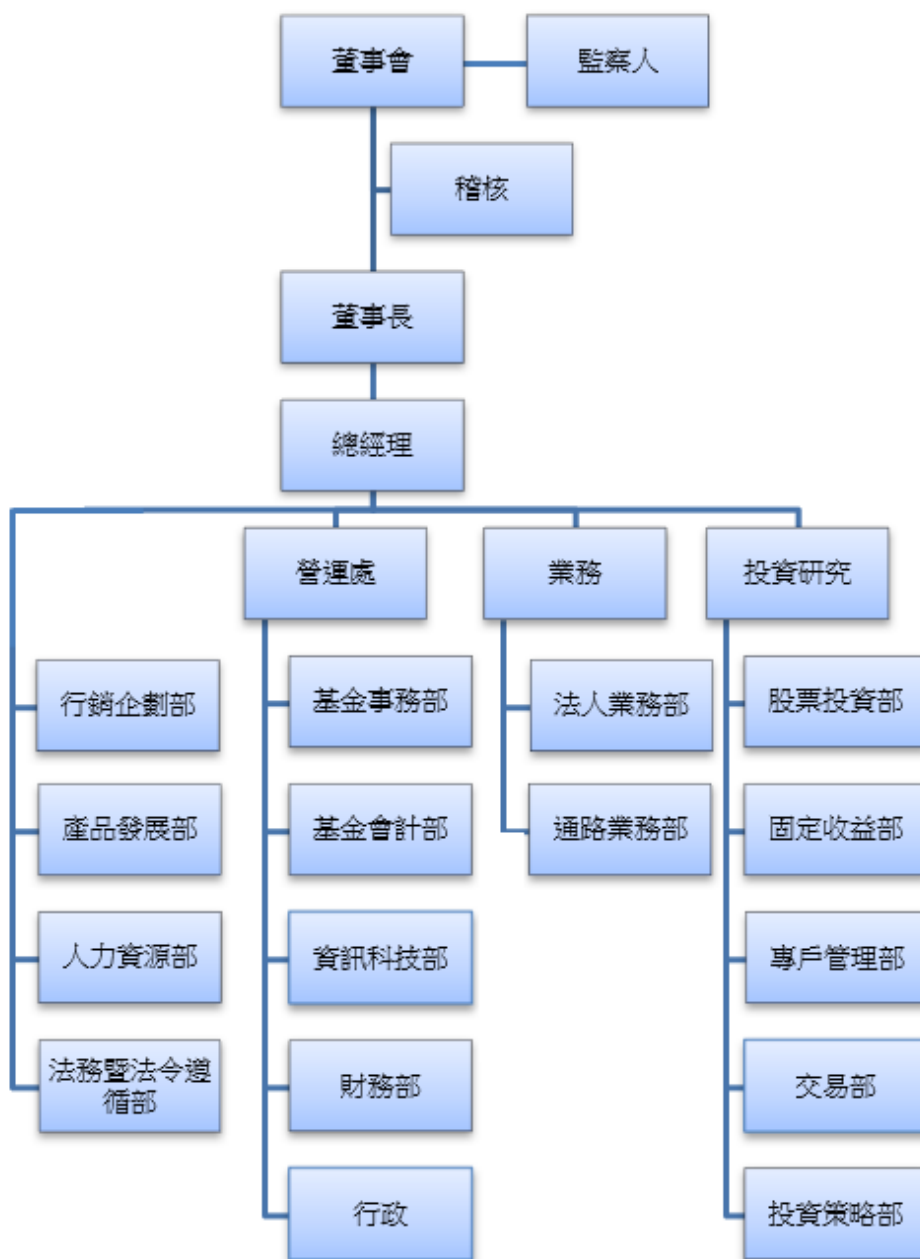 董事會
監察人
稽核
董事長
總經理
營運處
業務
投資研究
行銷企劃部
基金事務部
法人業務部
股票投資部
產品發展部
基金會計部
通路業務部
固定收益部
人力資源部
資訊科技部
專戶管理部
法務暨法令遵
循部
財務部
交易部
行政
投資策略部